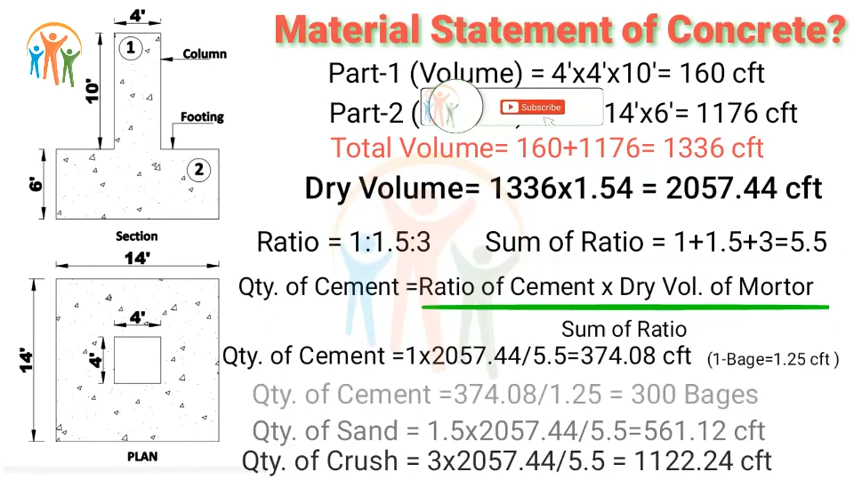 Material Statement of Concrete?
4'
1
Column
10'
Footing
2
6'
Section
14'
4'
4'
14'
PLAN
Part-1 (Volume) = 4'x4'x10'= 160 cft
Part-2 ( 14'x6'= 1176 cft
Subscribe
Total Volume= 160+1176= 1336 cft
Dry Volume= 1336x1.54 = 2057.44 cft
Ratio = 1:1.5:3 Sum of Ratio = 1+1.5+3=5.5
Qty. of Cement =Ratio of Cement x Dry Vol. of Mortor
Sum of Ratio
Qty. of Cement =1x2057.44/5.5=374.08 cft (1-Bage=1.25 cft )
Qty. of Cement =374.08/1.25 = 300 Bages
Qty. of Sand = 1.5x2057.44/5.5=561.12 cft
Qty. of Crush = 3x2057.44/5.5 = 1122.24 cft